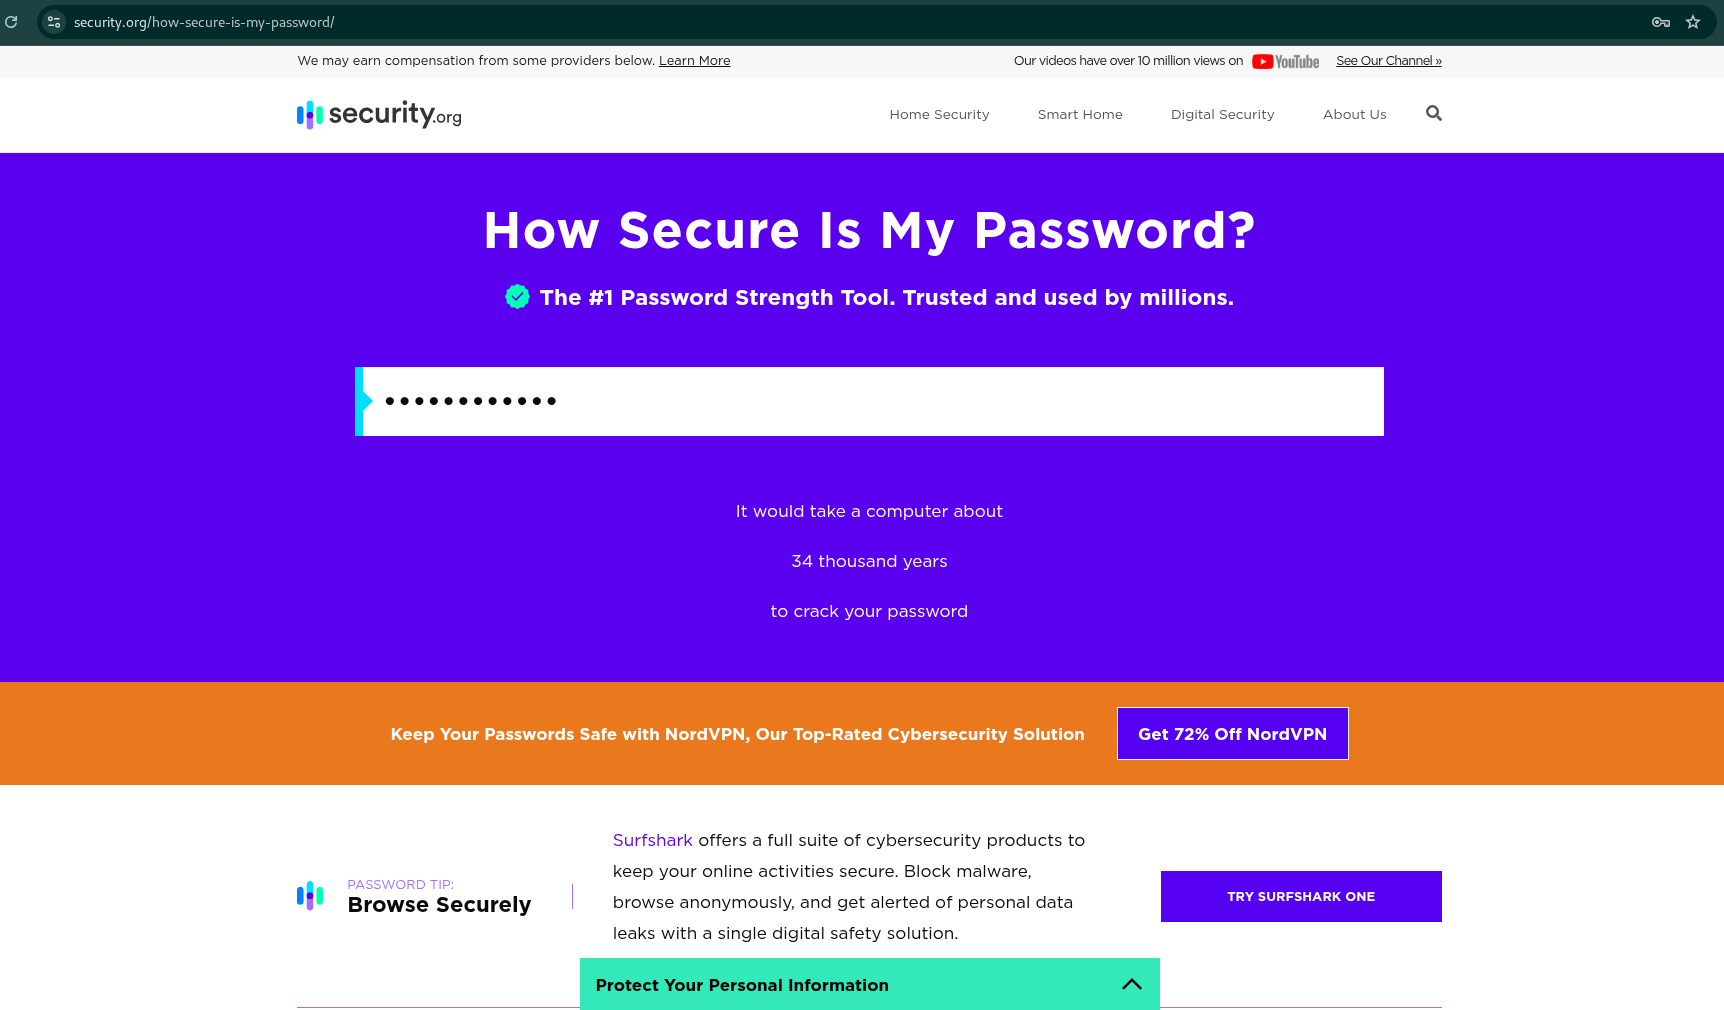 security.org/how-secure-is-my-password/
We may earn compensation from some providers below. Learn More
Our videos have over 10 million views on YouTube See Our Channel »
security.org
Home Security Smart Home Digital Security About Us
How Secure Is My Password?
The #1 Password Strength Tool. Trusted and used by millions.
••••••••••••
It would take a computer about
34 thousand years
to crack your password
Keep Your Passwords Safe with NordVPN, Our Top-Rated Cybersecurity Solution
Get 72% Off NordVPN
PASSWORD TIP:
Browse Securely
Surfshark offers a full suite of cybersecurity products to
keep your online activities secure. Block malware,
browse anonymously, and get alerted of personal data
leaks with a single digital safety solution.
TRY SURFSHARK ONE
Protect Your Personal Information